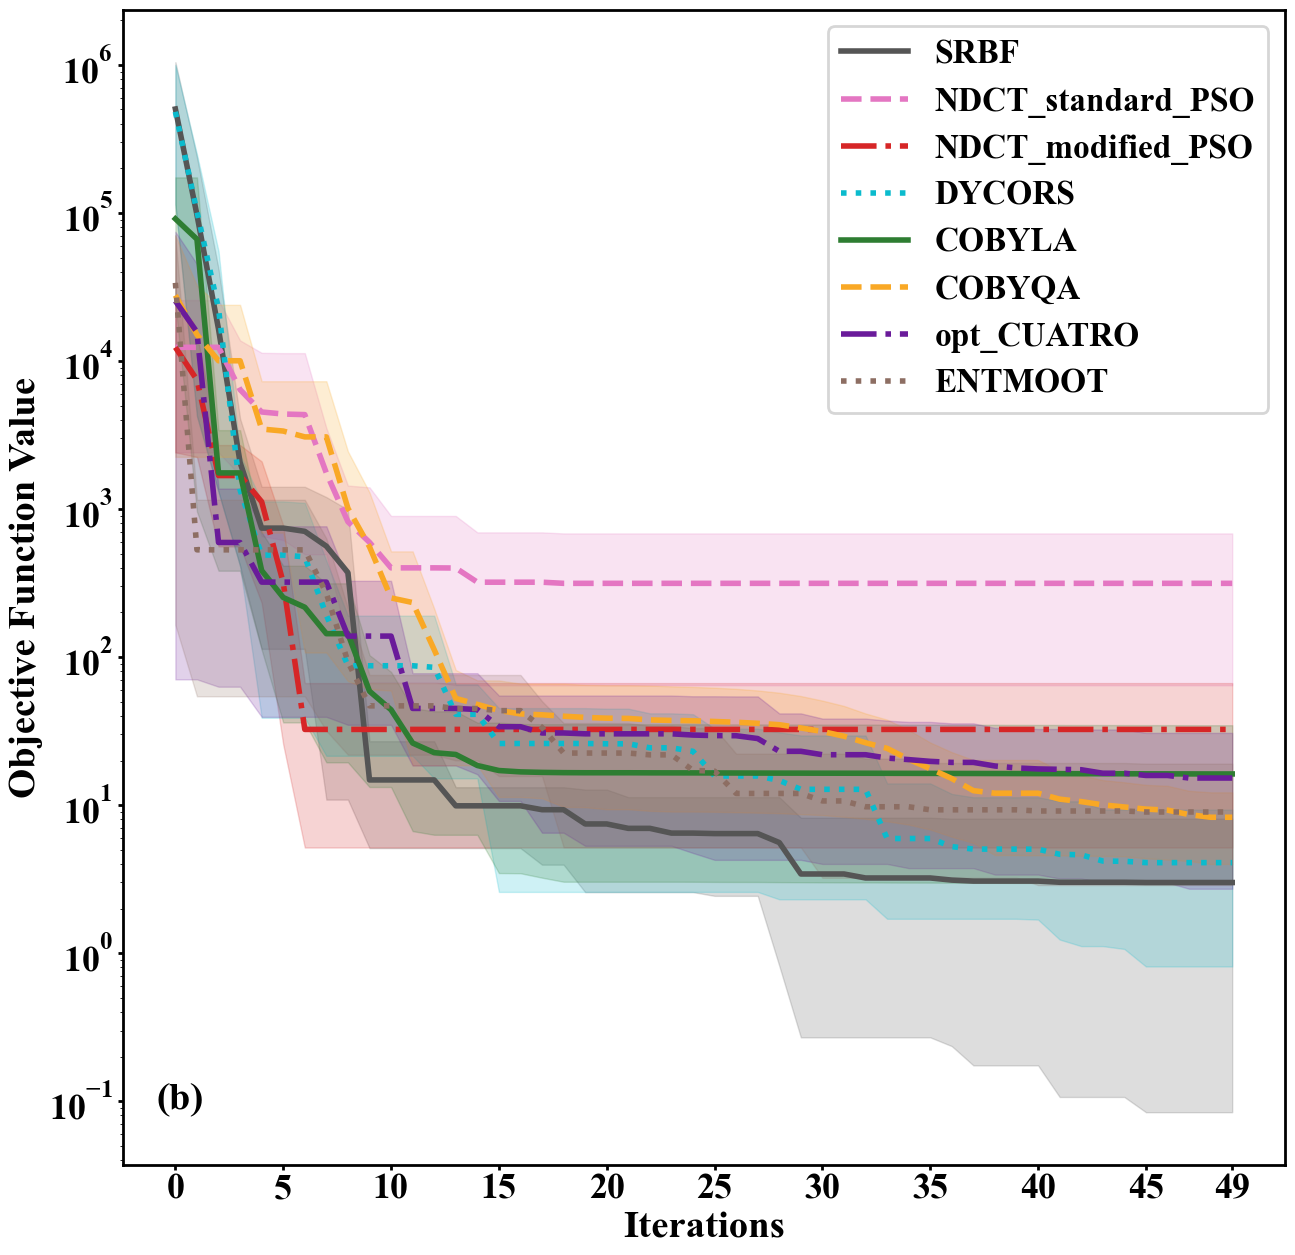 Objective Function Value
10^6
10^5
10^4
10^3
10^2
10^1
10^0
10^−1
SRBF
NDCT_standard_PSO
NDCT_modified_PSO
DYCORS
COBYLA
COBYQA
opt_CUATRO
ENTMOOT
(b)
0 5 10 15 20 25 30 35 40 45 49
Iterations